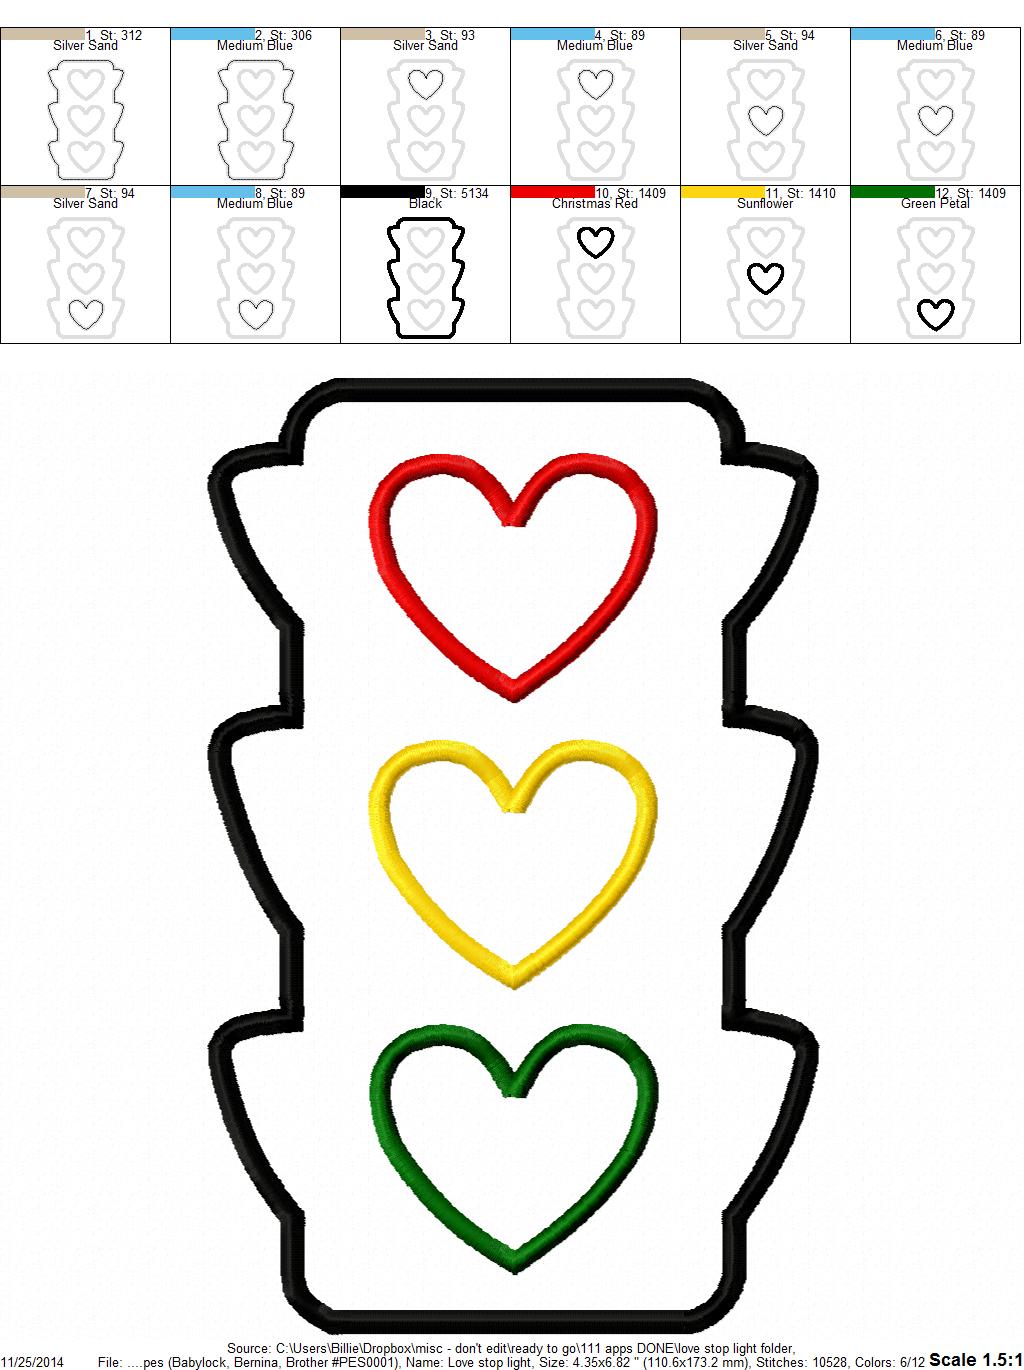 1, St: 312
Silver Sand
2, St: 306
Medium Blue
3, St: 93
Silver Sand
4, St: 89
Medium Blue
5, St: 94
Silver Sand
6, St: 89
Medium Blue
7, St: 94
Silver Sand
8, St: 89
Medium Blue
9, St: 5134
Black
10, St: 1409
Christmas Red
11, St: 1410
Sunflower
12, St: 1409
Green Petal
Source: C:\Users\Billie\Dropbox\misc - don't edit\ready to go\111 apps DONE\love stop light folder,
11/25/2014 File: ....pes (Babylock, Bernina, Brother #PES0001), Name: Love stop light, Size: 4.35x6.82 " (110.6x173.2 mm), Stitches: 10528, Colors: 6/12 Scale 1.5:1